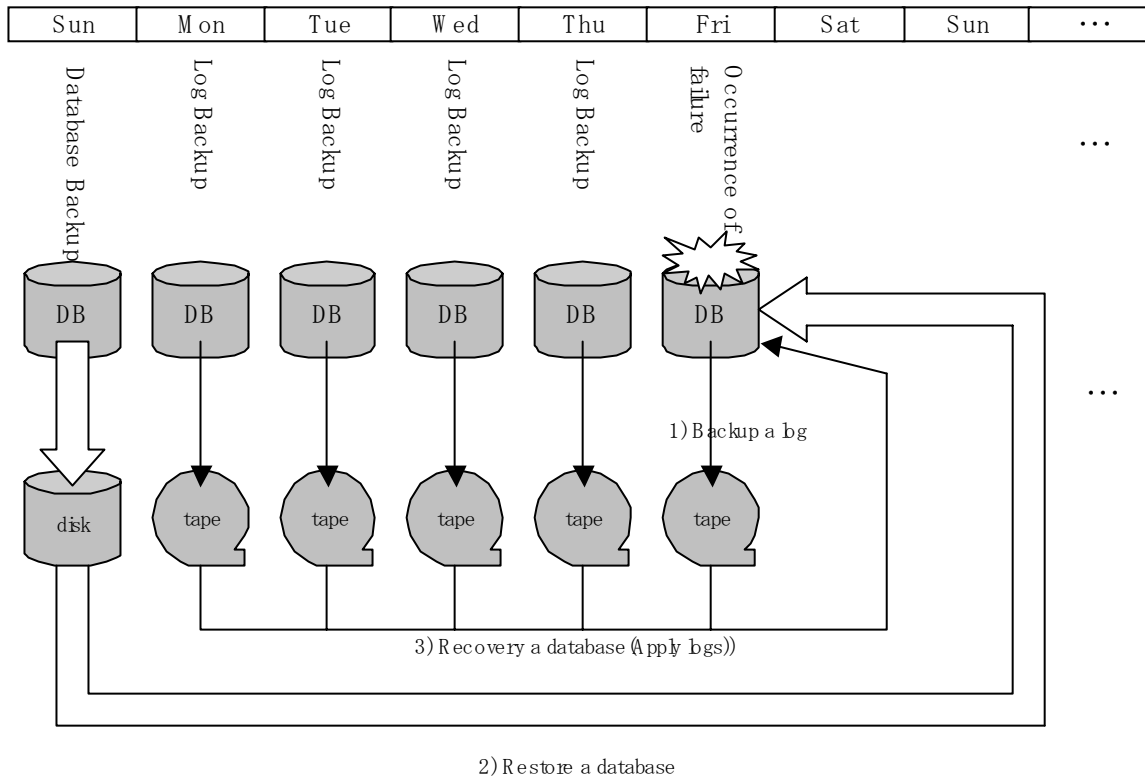 Sun Mon Tue Wed Thu Fri Sat Sun ...
Database Backup
Log Backup
Log Backup
Log Backup
Log Backup
Occurrence of
failure
...
DB DB DB DB DB DB
...
1) Backup a log
disk tape tape tape tape tape
3) Recovery a database (Apply logs))
2) Restore a database